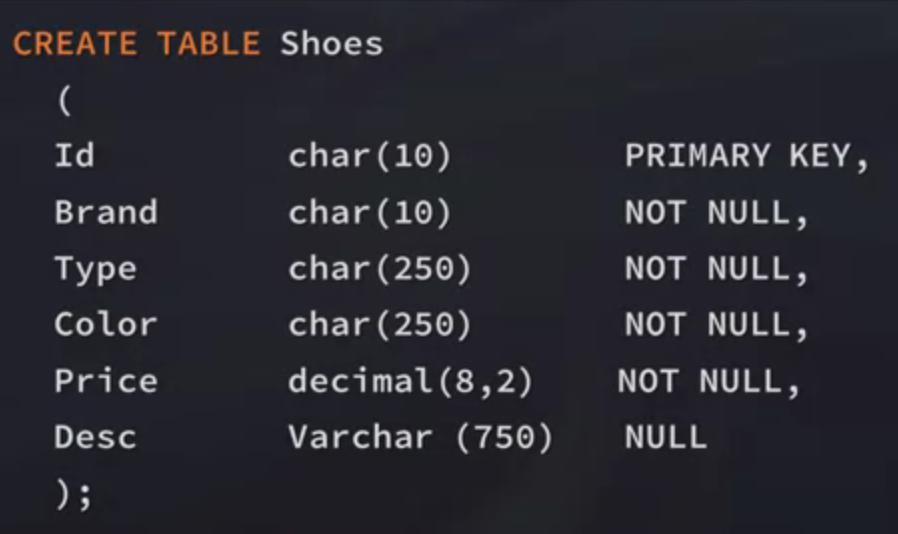 CREATE TABLE Shoes
(
Id char(10) PRIMARY KEY,
Brand char(10) NOT NULL,
Type char(250) NOT NULL,
Color char(250) NOT NULL,
Price decimal(8,2) NOT NULL,
Desc Varchar (750) NULL
);